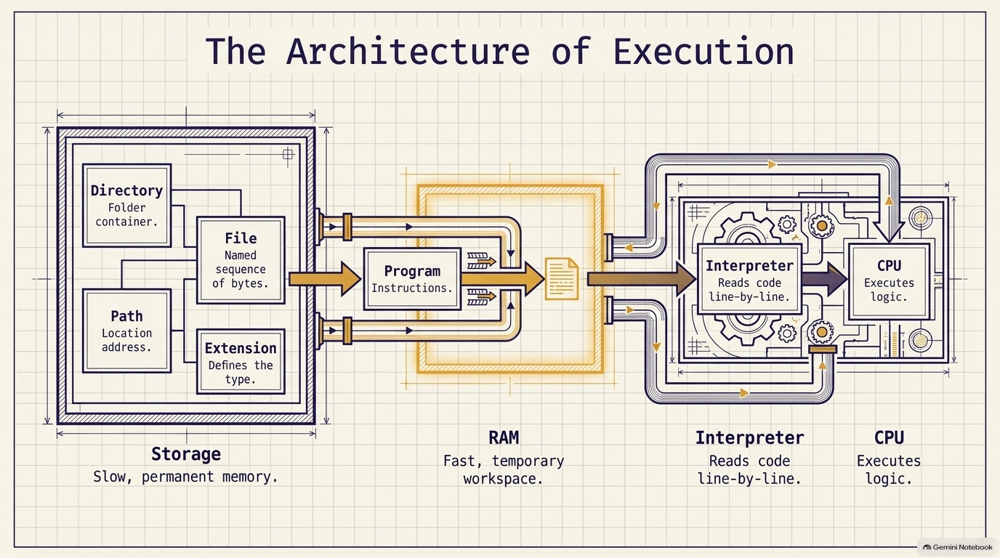 The Architecture of Execution
Directory
Folder
container.
File
Named
sequence
of bytes.
Path
Location
address.
Extension
Defines the
type.
Storage
Slow, permanent memory.
Program
Instructions.
RAM
Fast, temporary
workspace.
Interpreter
Reads code
line-by-line.
CPU
Executes
logic.
Interpreter
Reads code
line-by-line.
CPU
Executes
logic.
Gemini Notebook